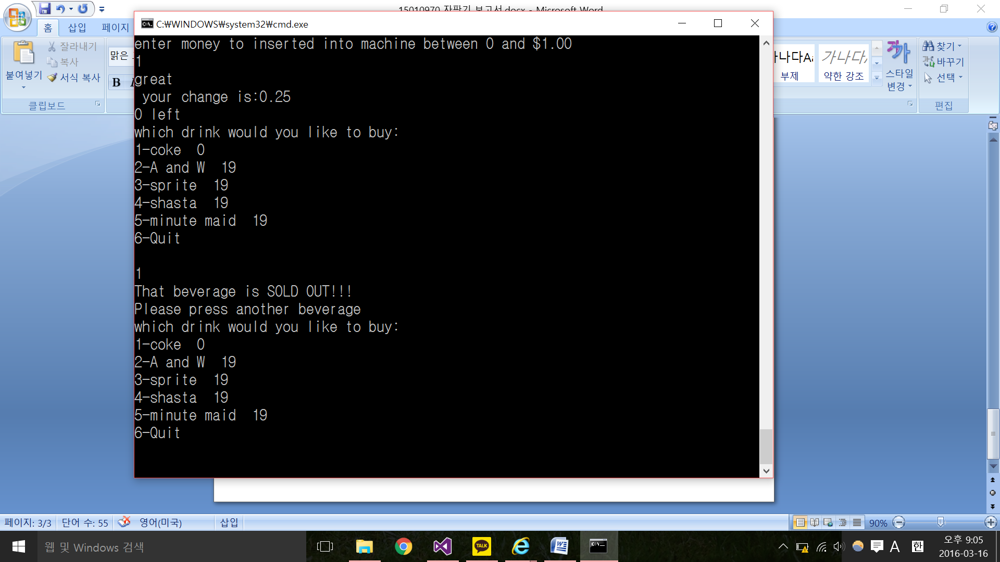 15010970 자판기 보고서.docx - Microsoft Word
C:₩WINDOWS₩system32₩cmd.exe
홈 삽입 페이지
잘라내기
복사
서식 복사
붙여넣기
클립보드
맑은
B
부제
가나다
약한 강조
스타일
변경
찾기
바꾸기
선택
편집
enter money to inserted into machine between 0 and $1.00
1
great
your change is:0.25
0 left
which drink would you like to buy:
1-coke 0
2-A and W 19
3-sprite 19
4-shasta 19
5-minute maid 19
6-Quit
1
That beverage is SOLD OUT!!!
Please press another beverage
which drink would you like to buy:
1-coke 0
2-A and W 19
3-sprite 19
4-shasta 19
5-minute maid 19
6-Quit
페이지: 3/3 단어 수: 55 영어(미국) 삽입 90%
웹 및 Windows 검색
TALK
A 한
오후 9:05
2016-03-16